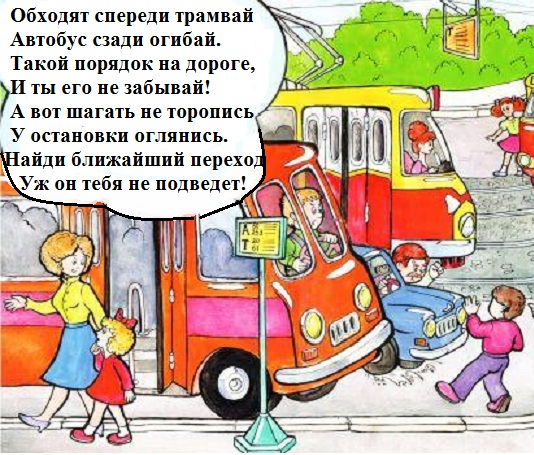 Обходят спереди трамвай
Автобус сзади огибай.
Такой порядок на дороге,
И ты его не забывай!
А вот шагать не торопись,
У остановки оглянись.
Найди ближайший переход
Уж он тебя не подведет!
А
Т